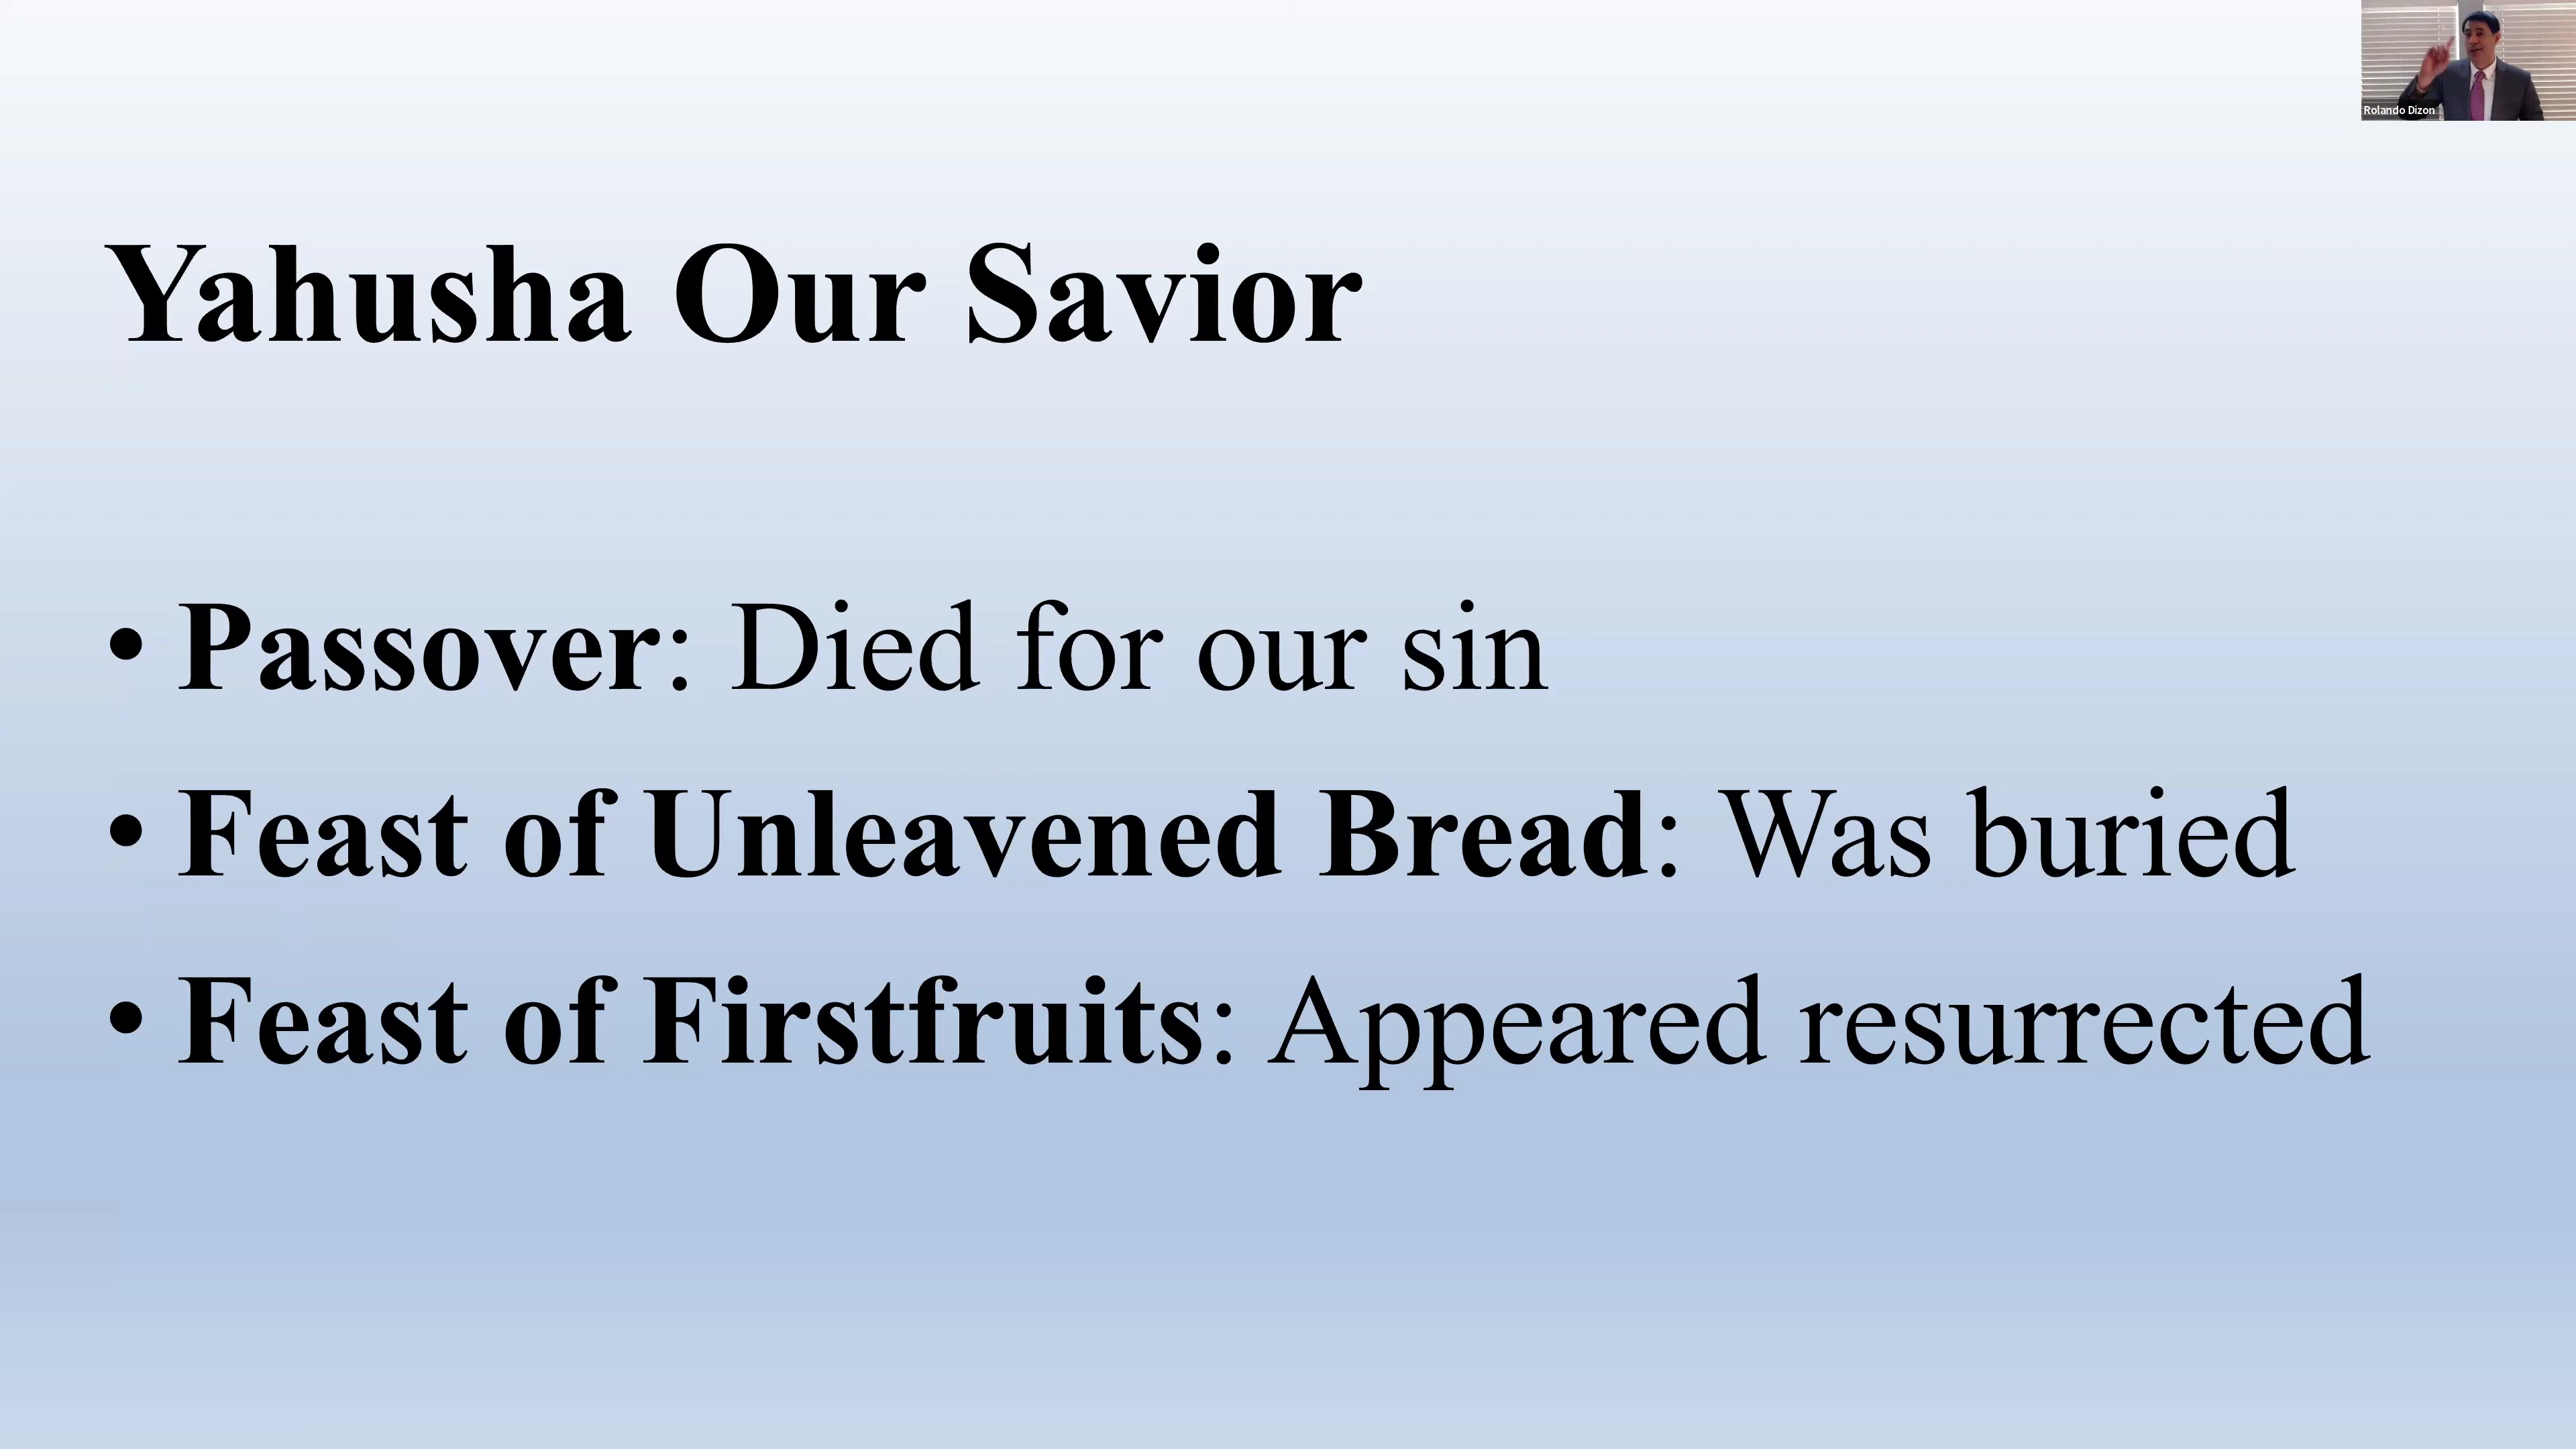 Rolando Dizon
Yahusha Our Savior
• Passover: Died for our sin
• Feast of Unleavened Bread: Was buried
• Feast of Firstfruits: Appeared resurrected